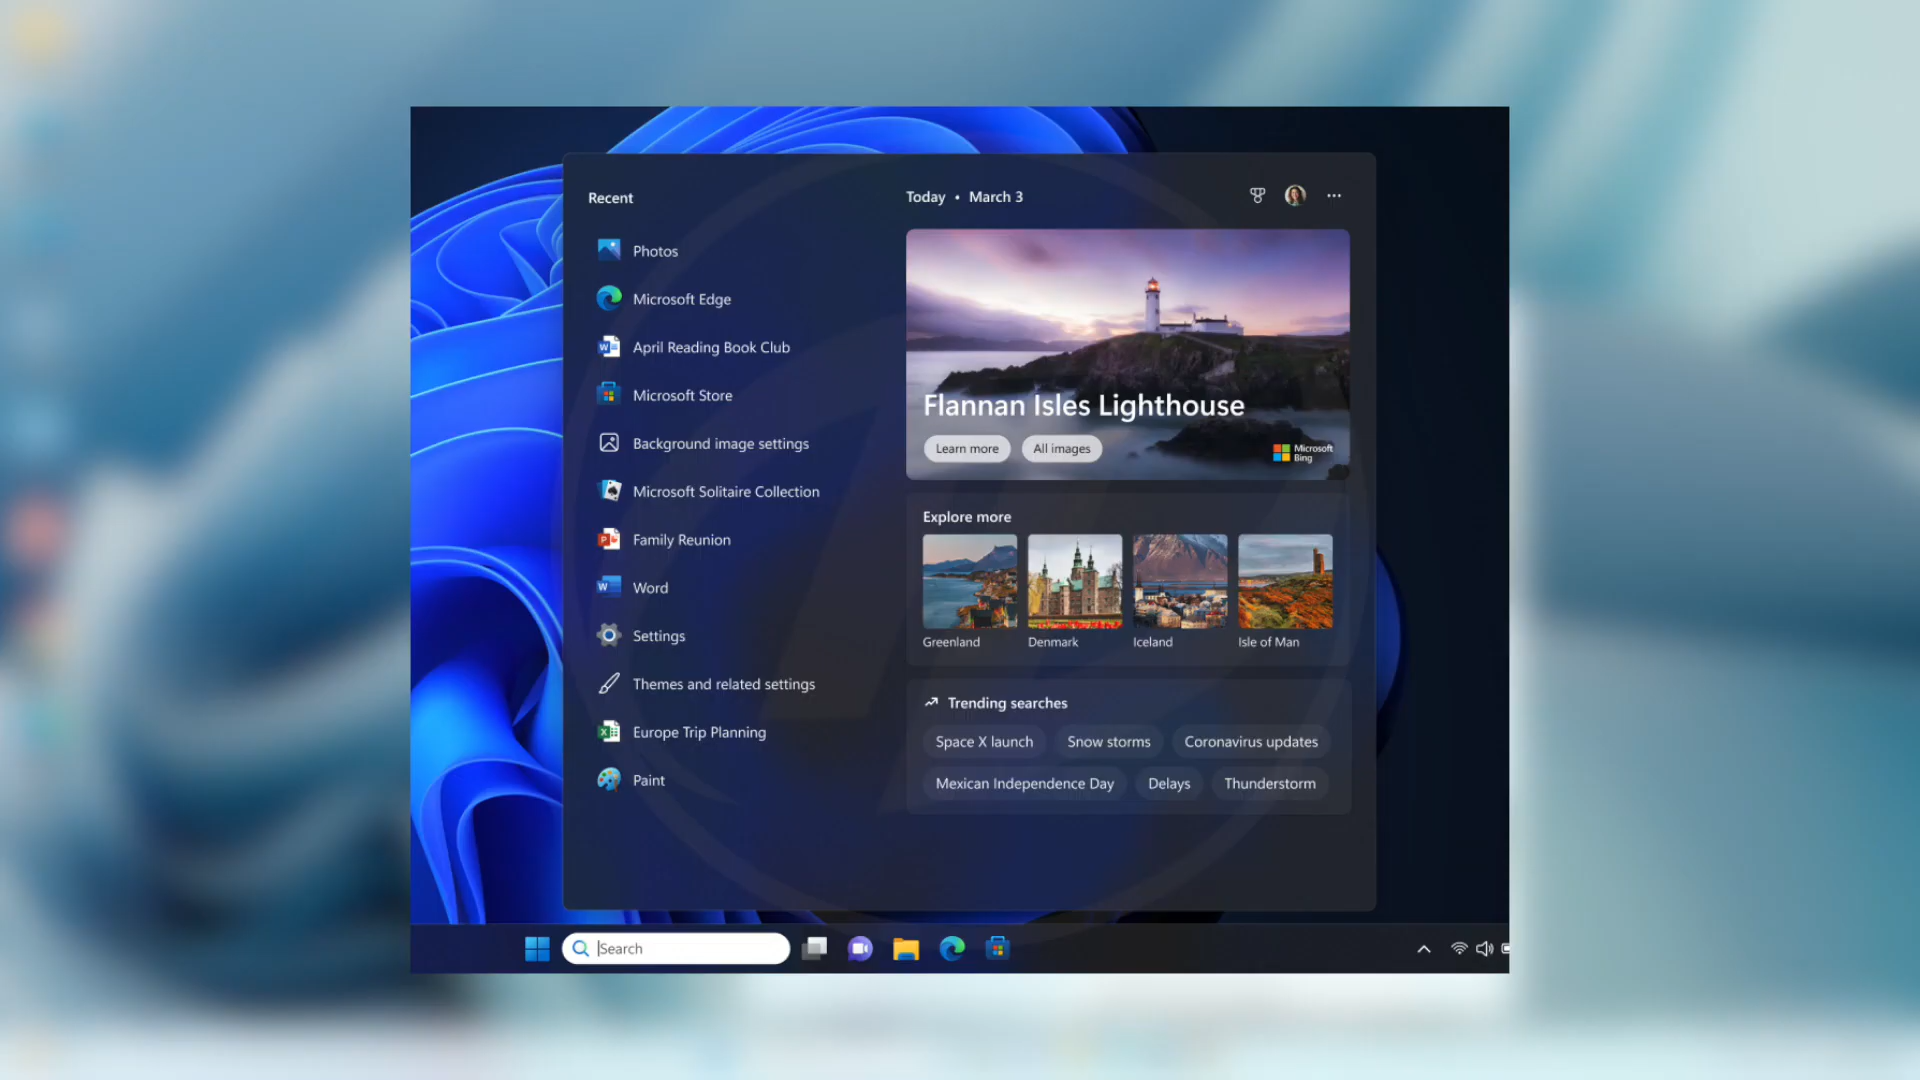 Recent
Photos
Microsoft Edge
April Reading Book Club
Microsoft Store
Background image settings
Microsoft Solitaire Collection
Family Reunion
Word
Settings
Themes and related settings
Europe Trip Planning
Paint
Today • March 3
Flannan Isles Lighthouse
Learn more
All images
Microsoft
Bing
Explore more
Greenland
Denmark
Iceland
Isle of Man
Trending searches
Space X launch
Snow storms
Coronavirus updates
Mexican Independence Day
Delays
Thunderstorm
Search